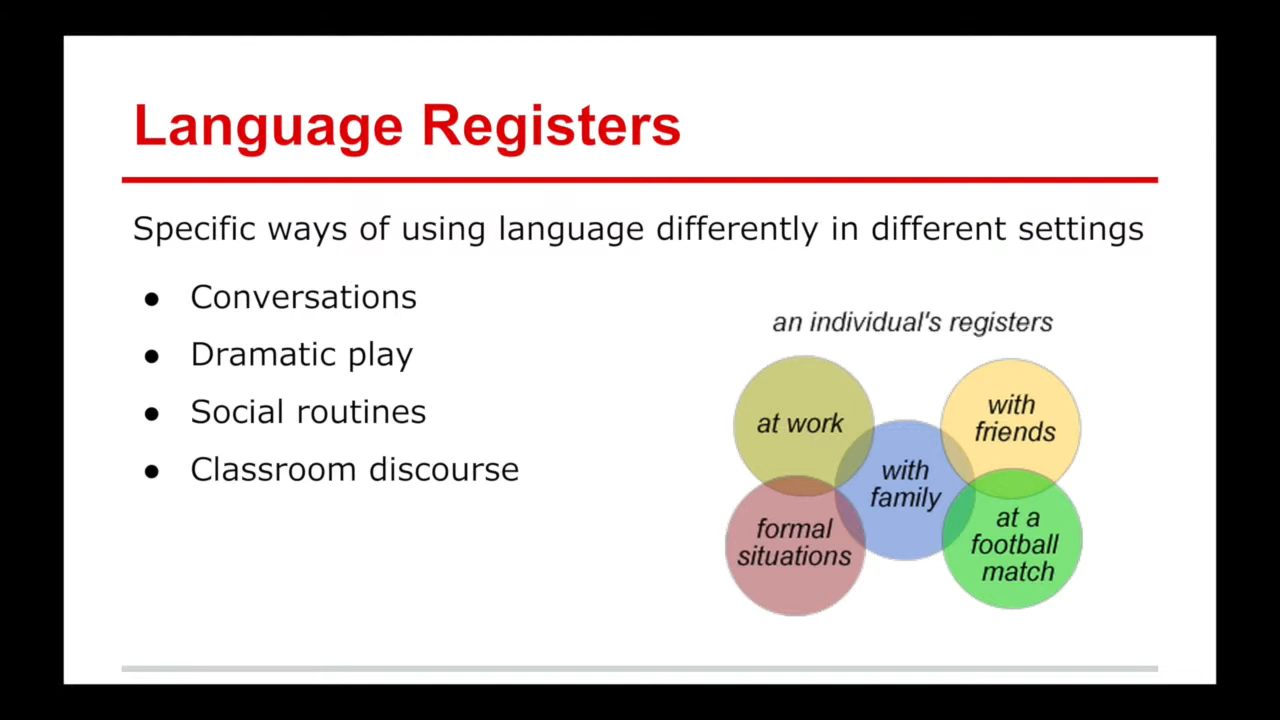 Language Registers
Specific ways of using language differently in different settings
● Conversations
● Dramatic play
● Social routines
● Classroom discourse
an individual's registers
at work
with
friends
with
family
formal
situations
at a
football
match